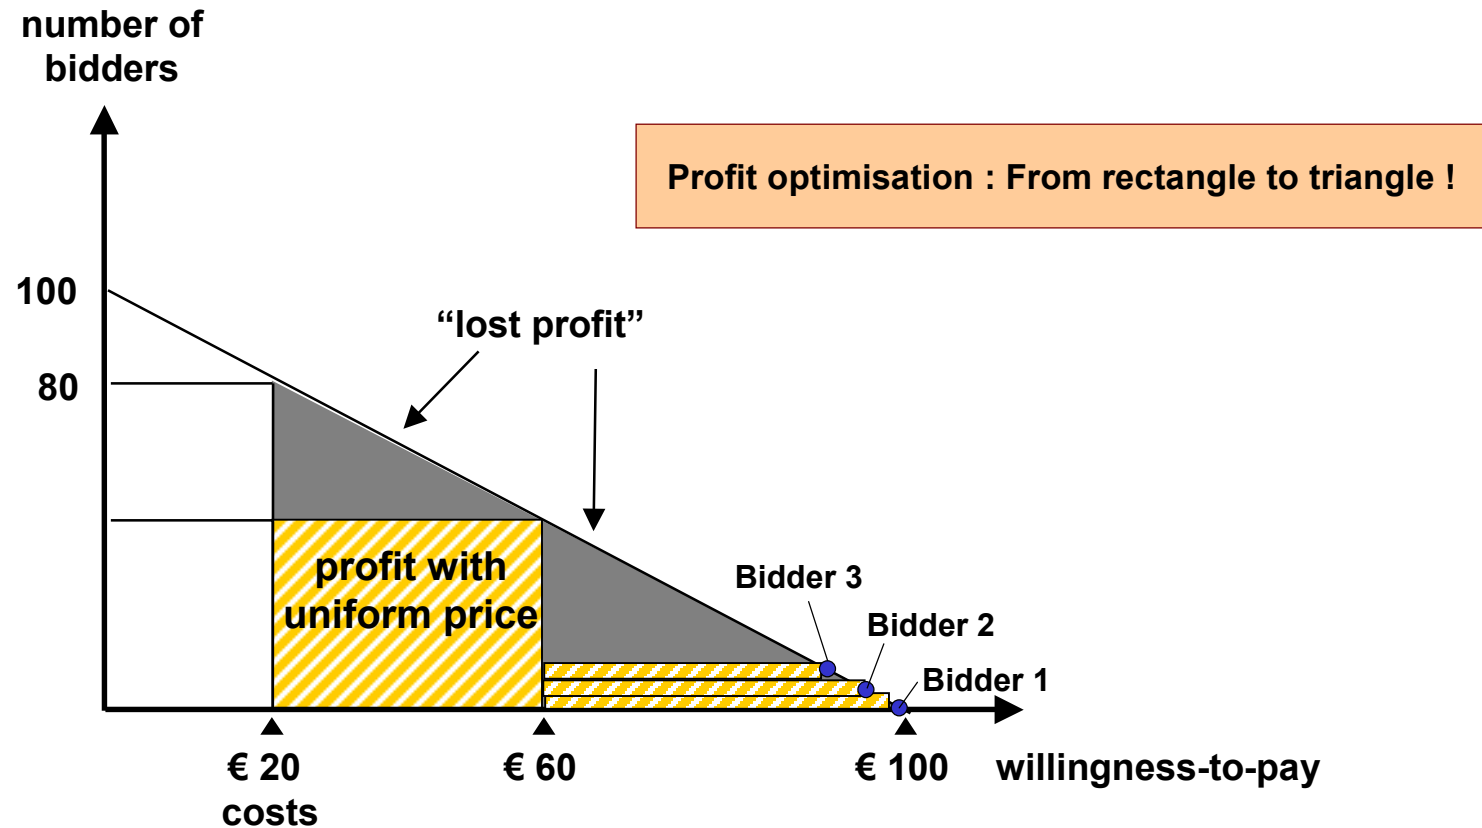 number of
bidders
Profit optimisation : From rectangle to triangle !
100
“lost profit”
80
profit with
uniform price
Bidder 3
Bidder 2
Bidder 1
€ 20
€ 60
€ 100
willingness-to-pay
costs